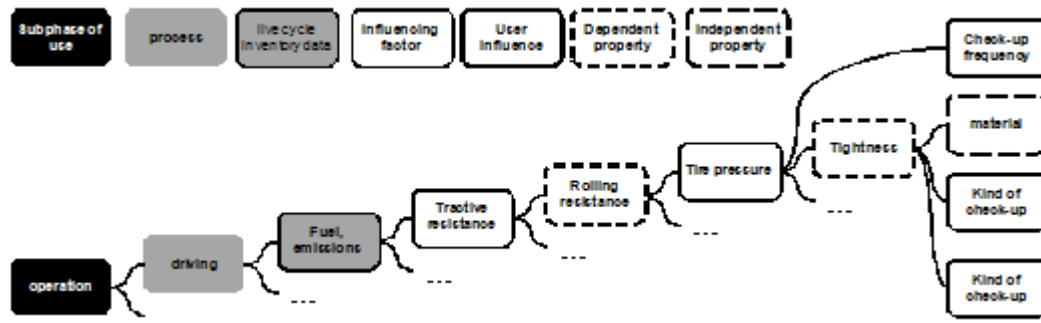 Subphase of
use
process
live cycle
inventory data
Influencing
factor
User
Influence
Dependent
property
Independent
property
Check-up
frequency
material
Tightness
Tire pressure
Kind of
check-up
Rolling
resistance
Tractive
resistance
Fuel,
emissions
driving
operation
Kind of
check-up
----
----
----
----
----